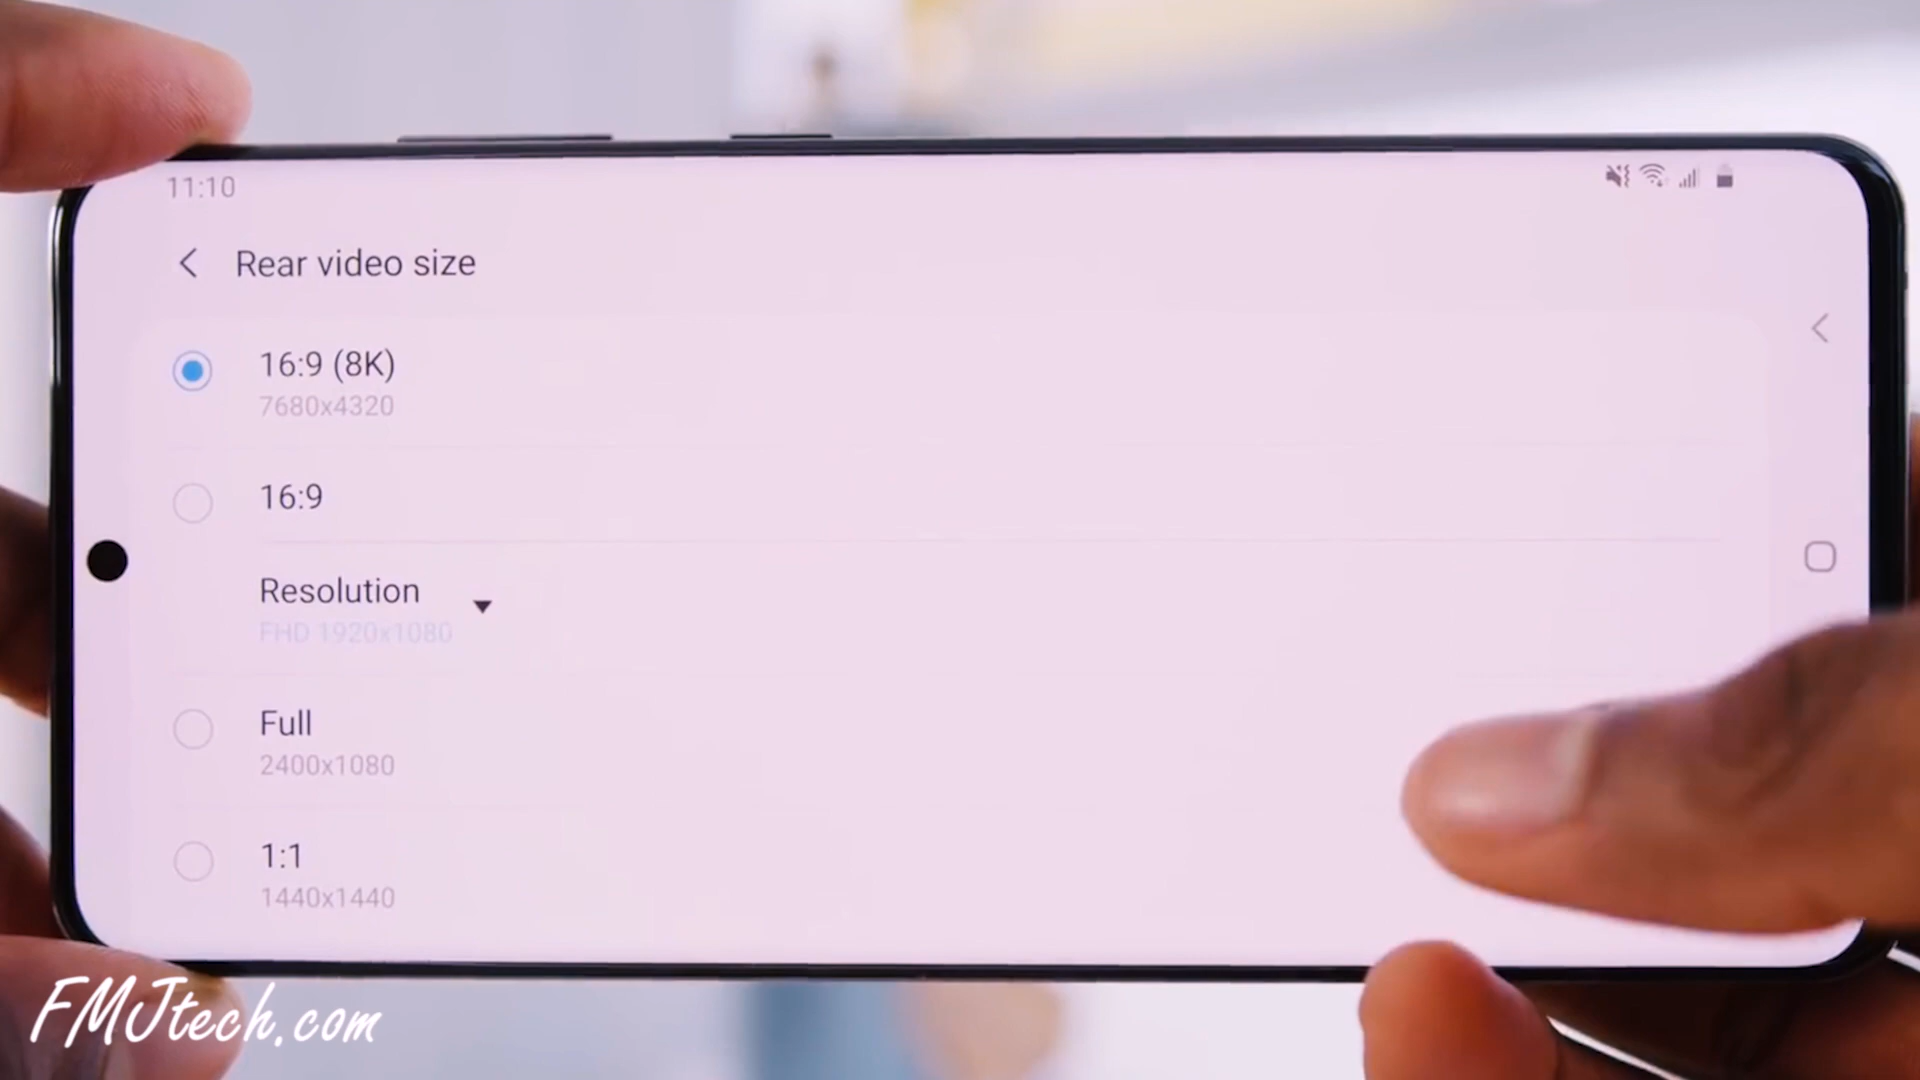 11:10
Rear video size
16:9 (8K)
7680x4320
16:9
Resolution
FHD 1920x1080
Full
2400x1080
1:1
1440x1440
FMJtech.com